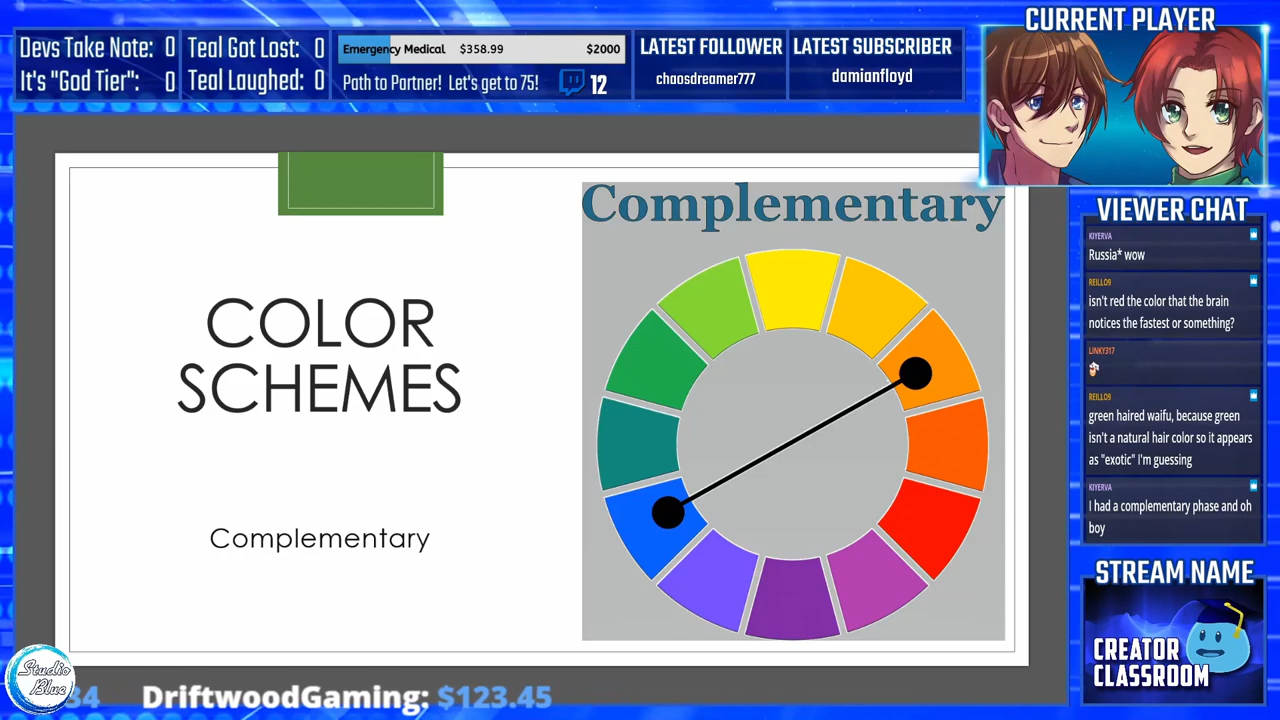 Devs Take Note: 0
It's "God Tier": 0
Teal Got Lost: 0
Teal Laughed: 0
Emergency Medical $358.99 $2000
Path to Partner! Let's get to 75! 12
LATEST FOLLOWER
chaosdreamer777
LATEST SUBSCRIBER
damianfloyd
CURRENT PLAYER
COLOR
SCHEMES
Complementary
Complementary
VIEWER CHAT
KIYERVA
Russia* wow
REILLO9
isn't red the color that the brain
notices the fastest or something?
LINKY317
REILLO9
green haired waifu, because green
isn't a natural hair color so it appears
as "exotic" I'm guessing
KIYERVA
I had a complementary phase and oh
boy
STREAM NAME
CREATOR
CLASSROOM
Studio
Blue
34 DriftwoodGaming: $123.45